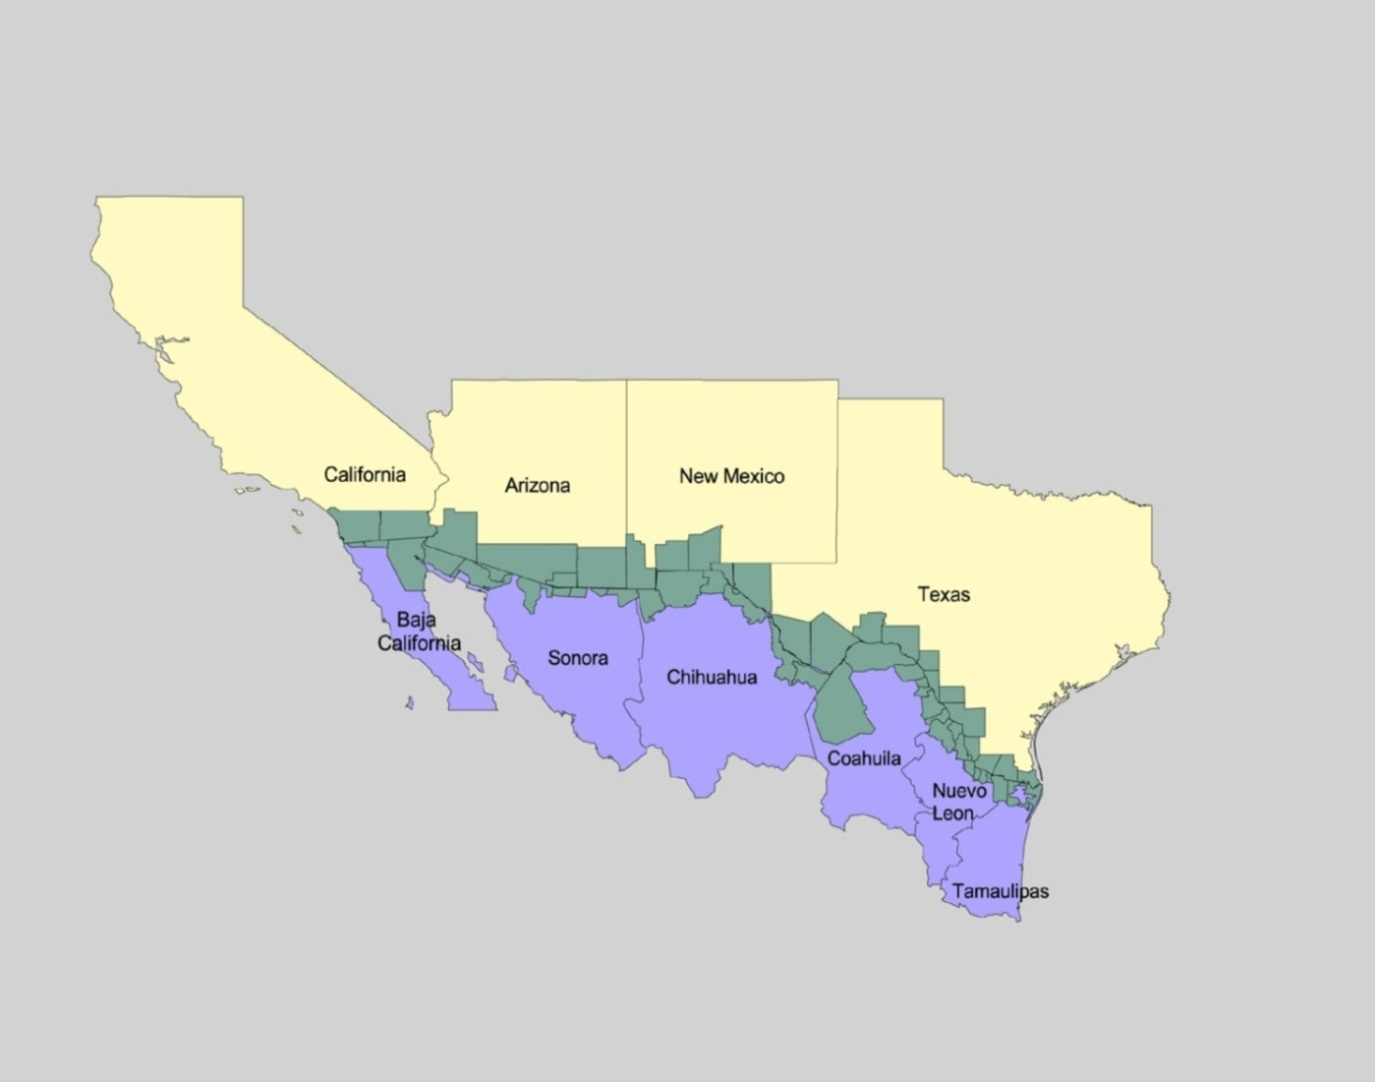 California
Arizona
New Mexico
Texas
Baja
California
Sonora
Chihuahua
Coahuila
Nuevo
Leon
Tamaulipas